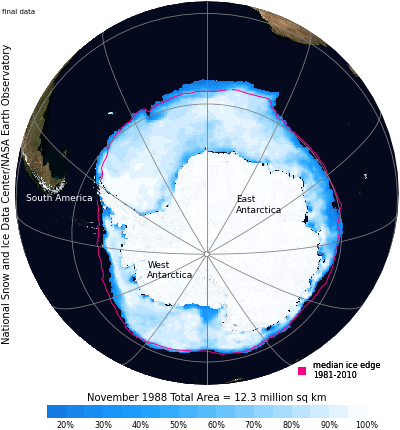 final data
National Snow and Ice Data Center/NASA Earth Observatory
South America
East
Antarctica
West
Antarctica
median ice edge
1981-2010
November 1988 Total Area = 12.3 million sq km
20% 30% 40% 50% 60% 70% 80% 90% 100%